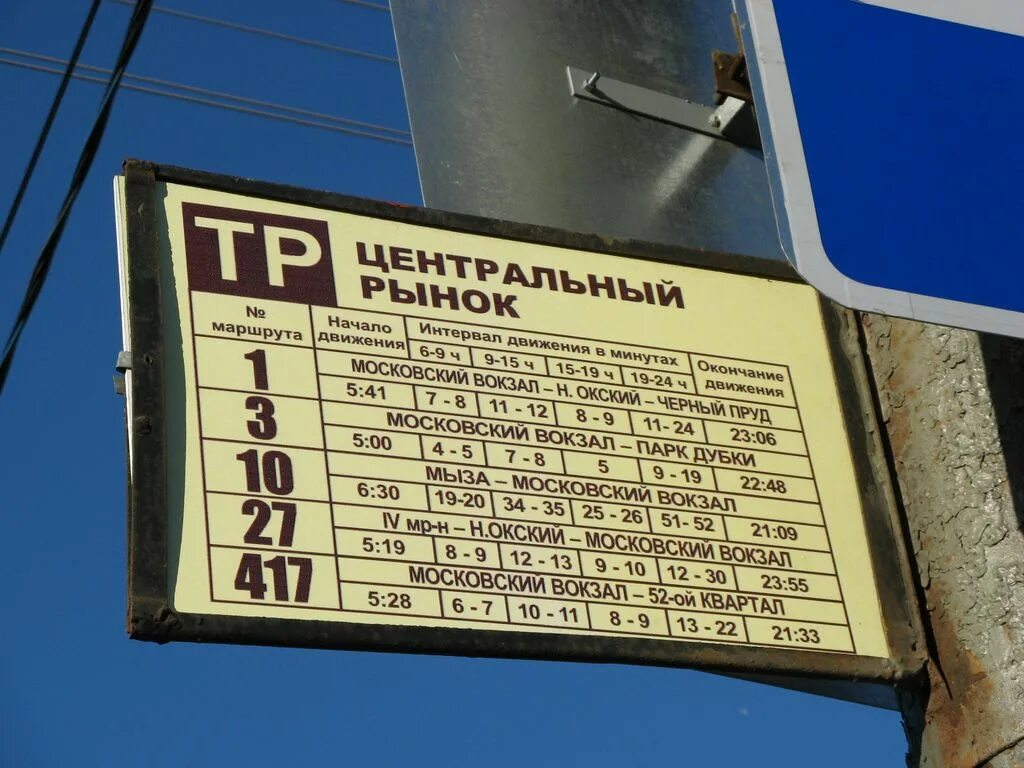 ТР
ЦЕНТРАЛЬНЫЙ
РЫНОК
№ маршрута Начало движения Интервал движения в минутах Окончание движения
6-9 ч 9-15 ч 15-19 ч 19-24 ч
1 МОСКОВСКИЙ ВОКЗАЛ – Н. ОКСКИЙ – ЧЕРНЫЙ ПРУД
5:41 7 - 8 11 - 12 8 - 9 11- 24 23:06
3 МОСКОВСКИЙ ВОКЗАЛ – ПАРК ДУБКИ
5:00 4 - 5 7 - 8 5 9 - 19 22:48
10 МЫЗА – МОСКОВСКИЙ ВОКЗАЛ
6:30 19-20 34 - 35 25 - 26 51- 52 21:09
27 IV мр-н – Н.ОКСКИЙ – МОСКОВСКИЙ ВОКЗАЛ
5:19 8 - 9 12 - 13 9 - 10 12 - 30 23:55
417 МОСКОВСКИЙ ВОКЗАЛ – 52-ой КВАРТАЛ
5:28 6 - 7 10 - 11 8 - 9 13 - 22 21:33